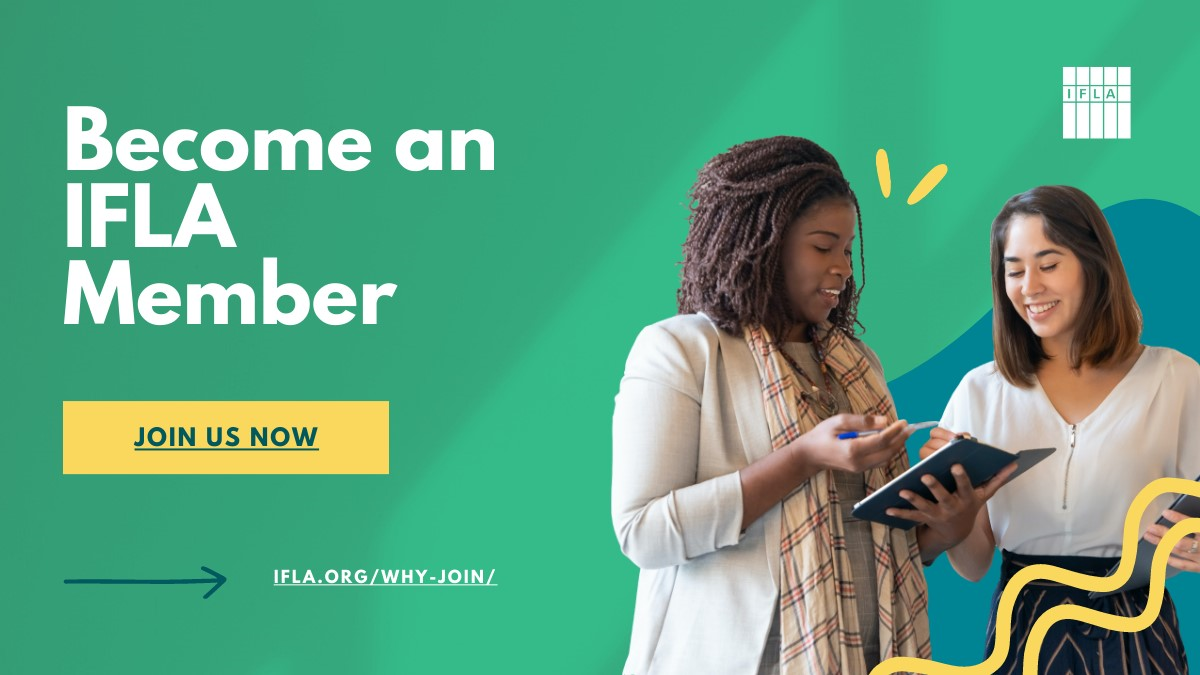 IFLA
Become an
IFLA
Member
JOIN US NOW
IFLA.ORG/WHY-JOIN/